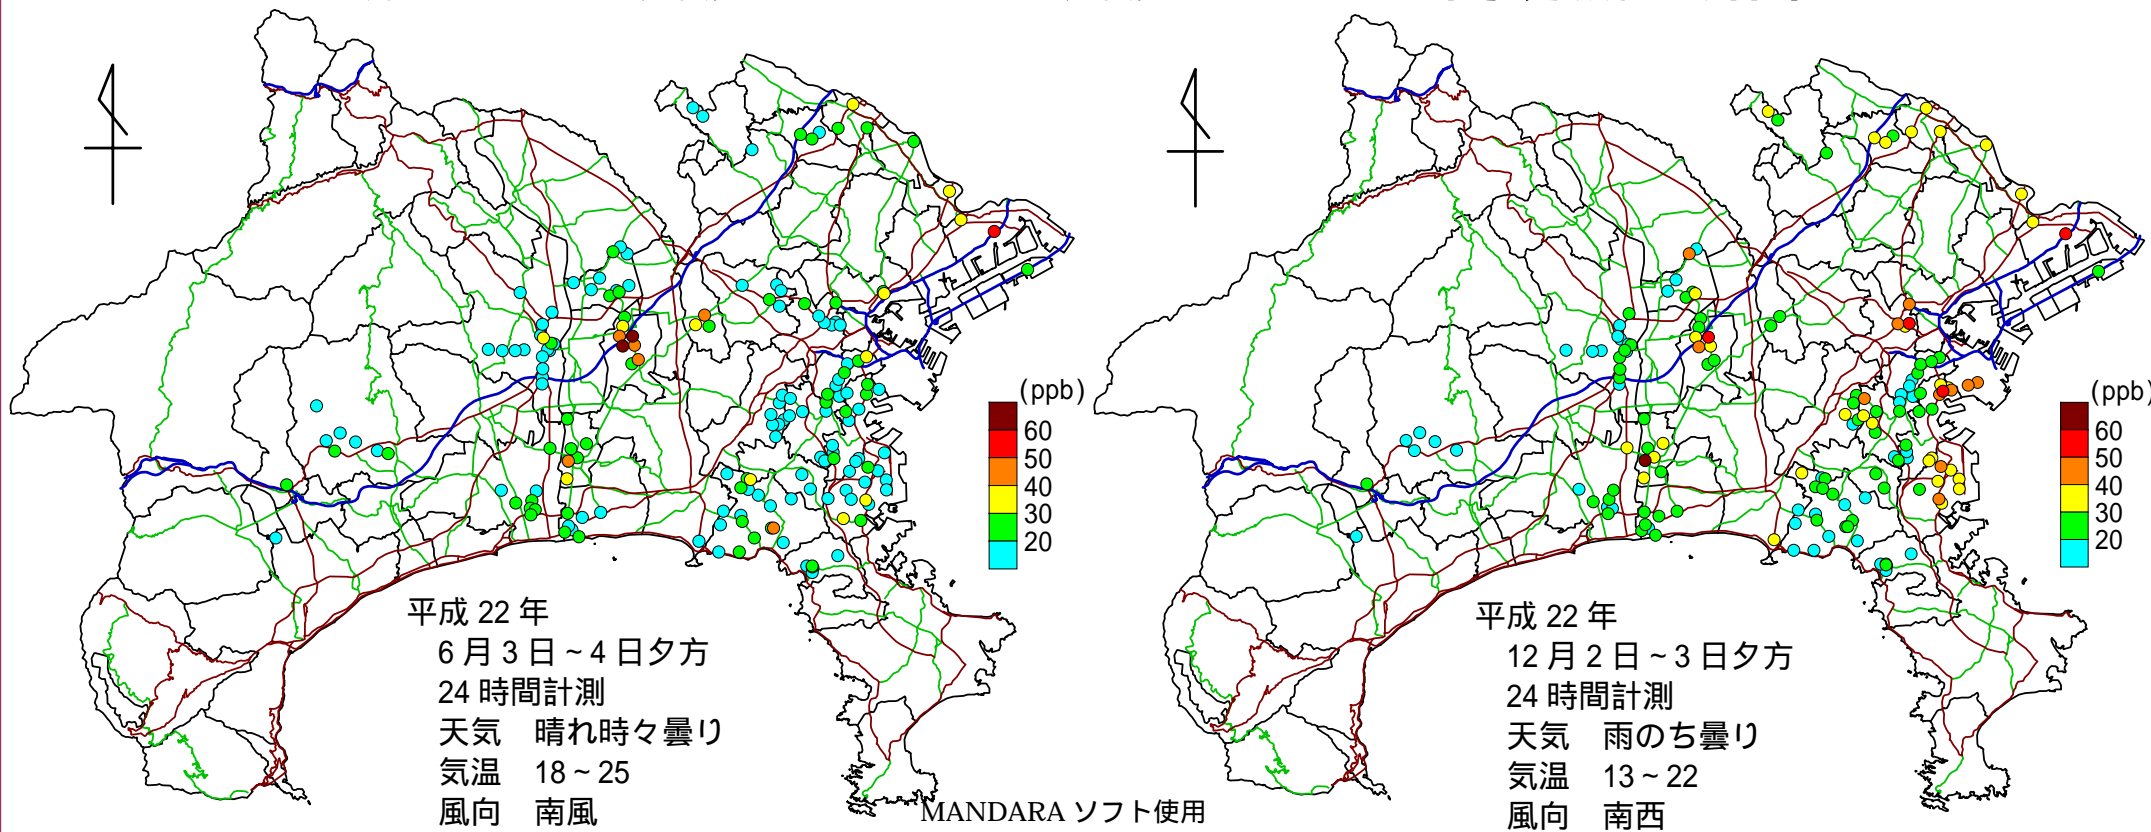 (ppb)
60
50
40
30
20
平成 22 年
6 月 3 日 ~ 4 日夕方
24 時間計測
天気 晴れ時々曇り
気温 18 ~ 25
風向 南風
(ppb)
60
50
40
30
20
平成 22 年
12 月 2 日 ~ 3 日夕方
24 時間計測
天気 雨のち曇り
気温 13 ~ 22
風向 南西
MANDARA ソフト使用